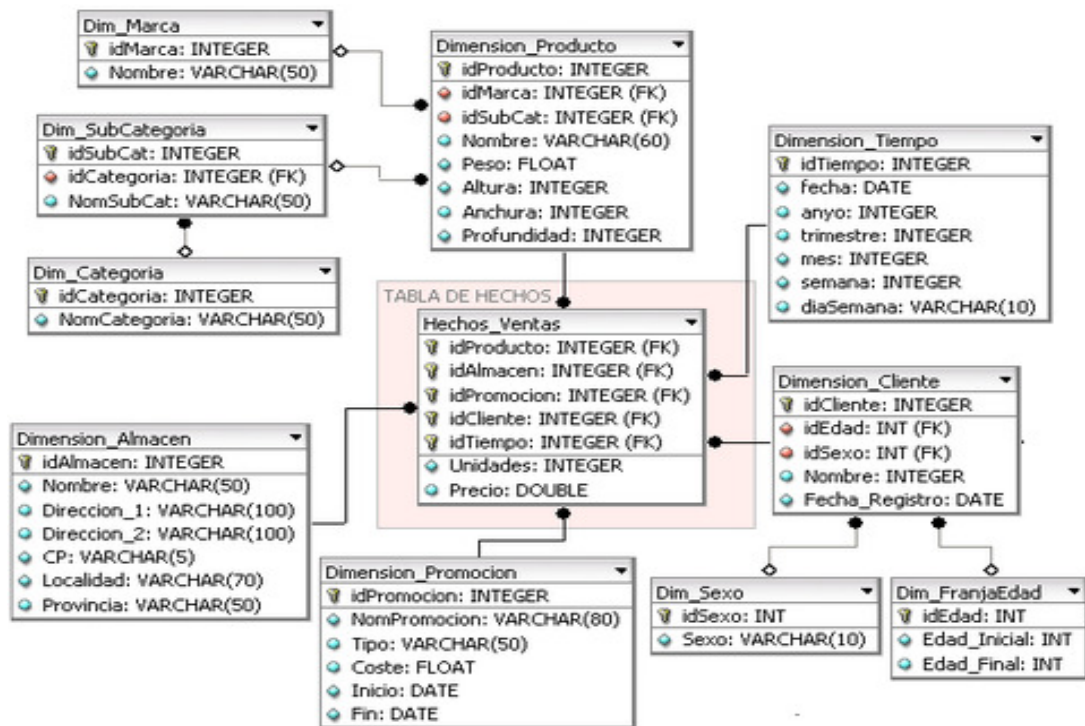 Dim_Marca
idMarca: INTEGER
Nombre: VARCHAR(50)
Dimension_Producto
idProducto: INTEGER
idMarca: INTEGER (FK)
idSubCat: INTEGER (FK)
Nombre: VARCHAR(60)
Peso: FLOAT
Altura: INTEGER
Anchura: INTEGER
Profundidad: INTEGER
Dim_SubCategoria
idSubCat: INTEGER
idCategoria: INTEGER (FK)
NomSubCat: VARCHAR(50)
Dimension_Tiempo
idTiempo: INTEGER
fecha: DATE
anyo: INTEGER
trimestre: INTEGER
mes: INTEGER
semana: INTEGER
diaSemana: VARCHAR(10)
Dim_Categoria
idCategoria: INTEGER
NomCategoria: VARCHAR(50)
TABLA DE HECHOS
Hechos_Ventas
idProducto: INTEGER (FK)
idAlmacen: INTEGER (FK)
idPromocion: INTEGER (FK)
idCliente: INTEGER (FK)
idTiempo: INTEGER (FK)
Unidades: INTEGER
Precio: DOUBLE
Dimension_Cliente
idCliente: INTEGER
idEdad: INT (FK)
idSexo: INT (FK)
Nombre: INTEGER
Fecha_Registro: DATE
Dimension_Almacen
idAlmacen: INTEGER
Nombre: VARCHAR(50)
Direccion_1: VARCHAR(100)
Direccion_2: VARCHAR(100)
CP: VARCHAR(5)
Localidad: VARCHAR(70)
Provincia: VARCHAR(50)
Dimension_Promocion
idPromocion: INTEGER
NomPromocion: VARCHAR(80)
Tipo: VARCHAR(50)
Coste: FLOAT
Inicio: DATE
Fin: DATE
Dim_Sexo
idSexo: INT
Sexo: VARCHAR(10)
Dim_FranjaEdad
idEdad: INT
Edad_Inicial: INT
Edad_Final: INT